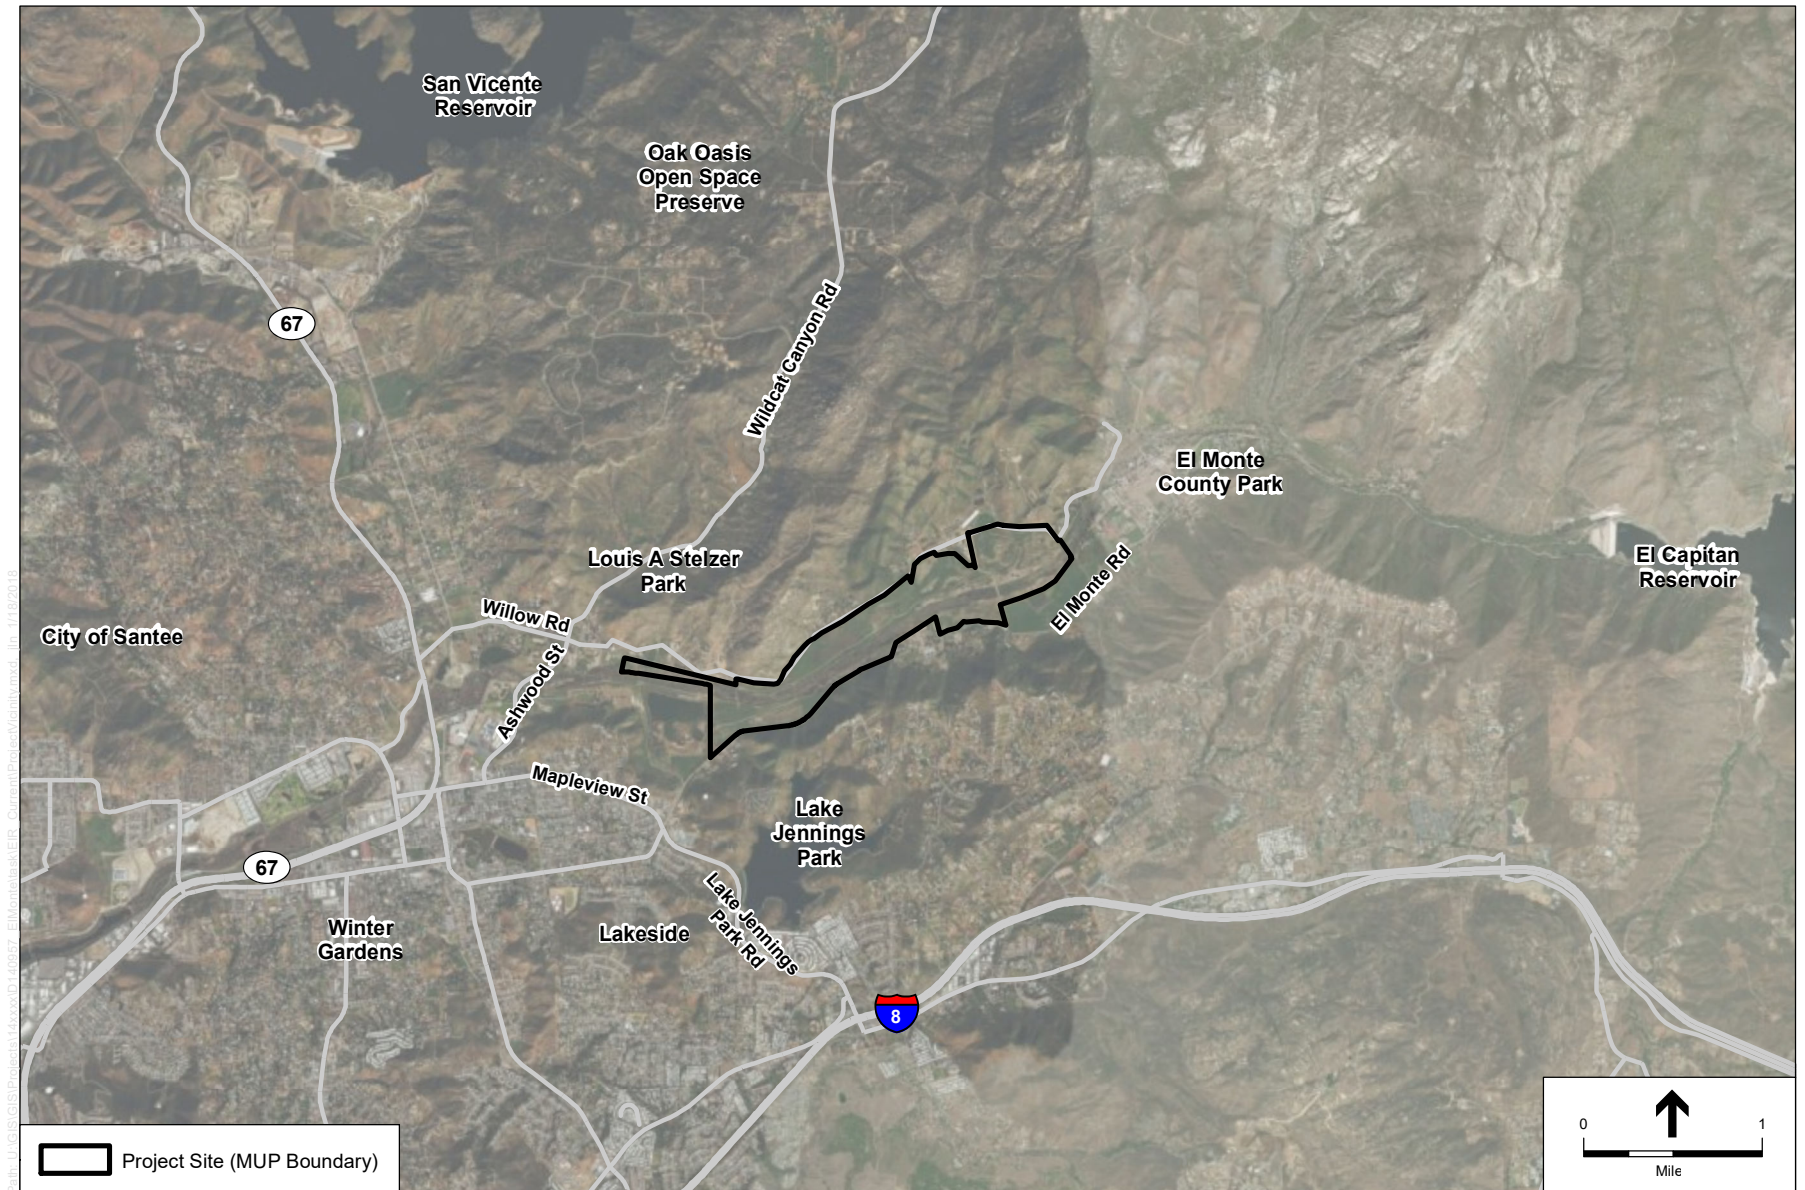 San Vicente
Reservoir
Oak Oasis
Open Space
Preserve
67
Wildcat Canyon Rd
El Monte
County Park
El Capitan
Reservoir
Louis A Stelzer
Park
El Monte Rd
Willow Rd
City of Santee
Ashwood St
Mapleview St
Lake
Jennings
Park
67
Lake Jennings
Park Rd
Winter
Gardens
Lakeside
8
Project Site (MUP Boundary)
0 1
Mile